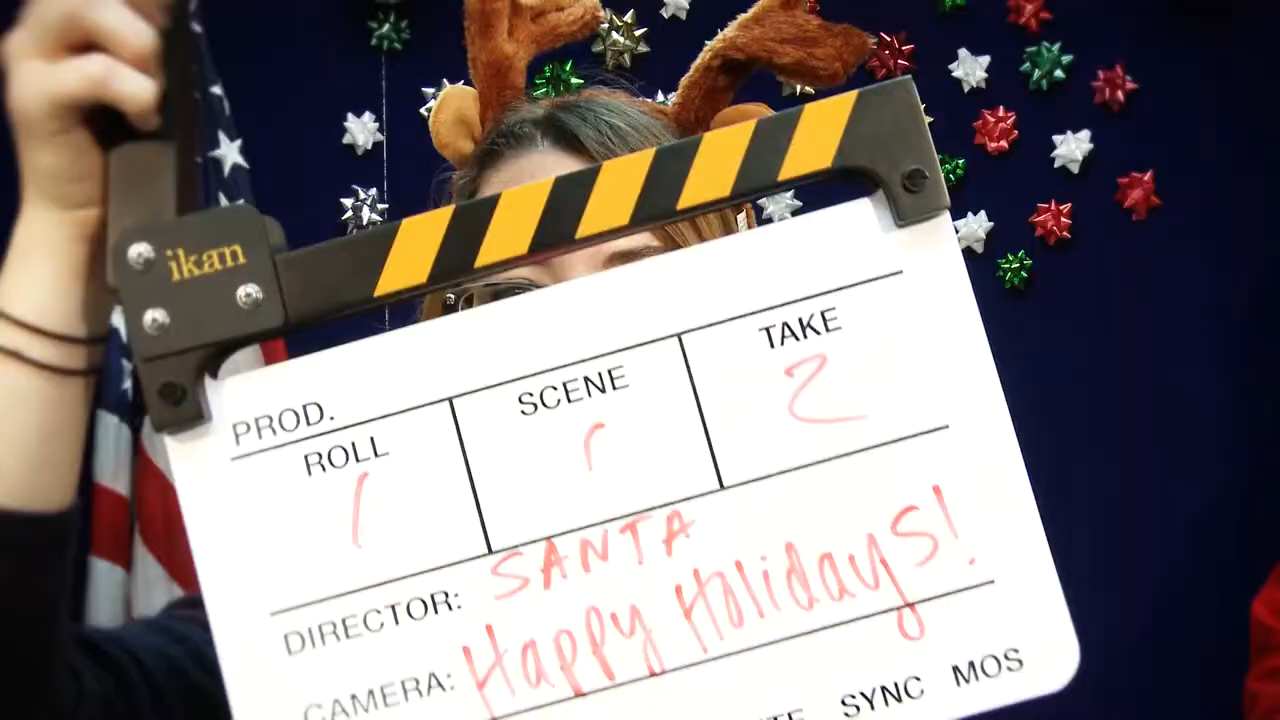 ikan
PROD.
ROLL SCENE TAKE
1 r 2
DIRECTOR: SANTA
CAMERA: Happy Holidays!
SYNC MOS